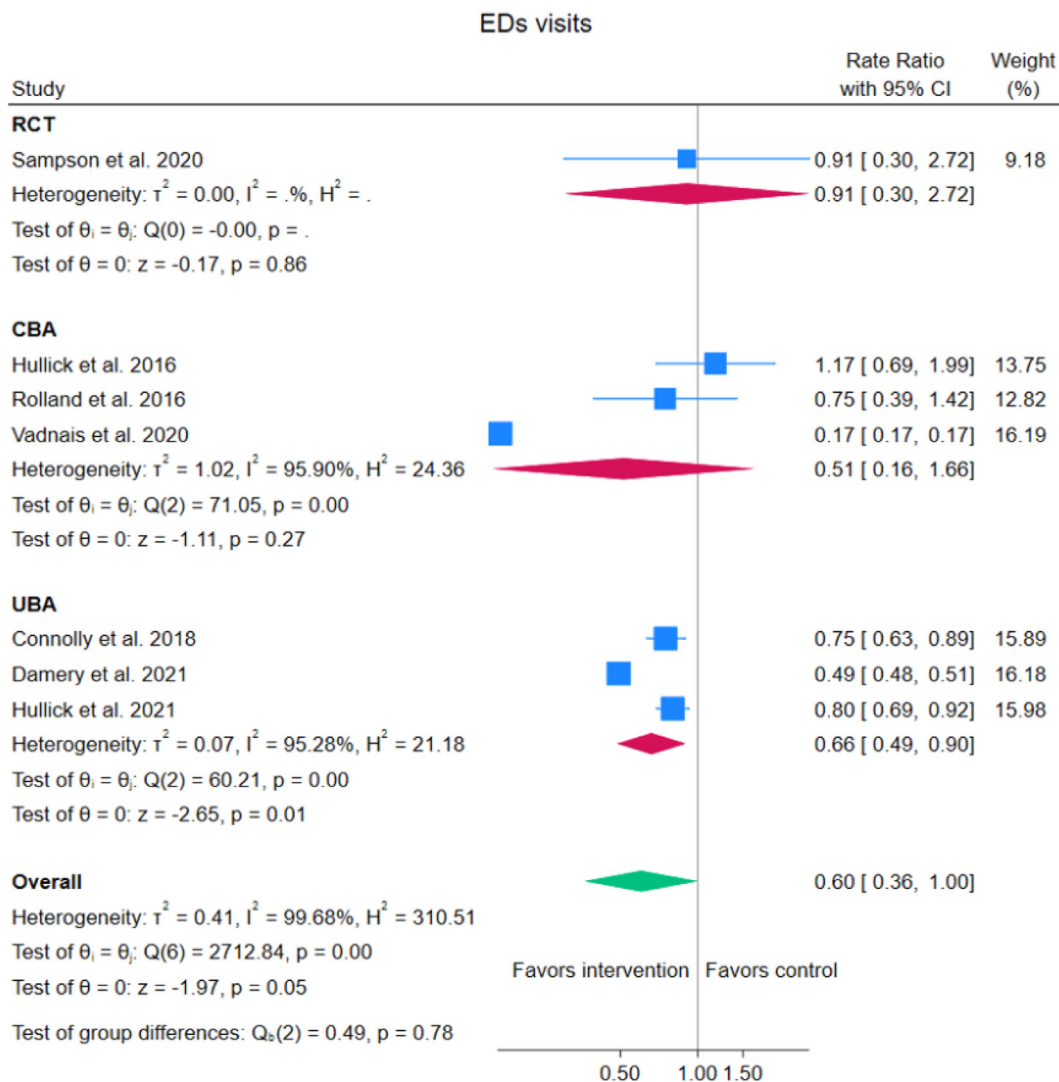 EDs visits
Rate Ratio Weight
Study with 95% CI (%)
RCT
Sampson et al. 2020 0.91 [ 0.30, 2.72] 9.18
Heterogeneity: τ² = 0.00, I² = .%, H² = . 0.91 [ 0.30, 2.72]
Test of θᵢ = θⱼ: Q(0) = -0.00, p = .
Test of θ = 0: z = -0.17, p = 0.86
CBA
Hullick et al. 2016 1.17 [ 0.69, 1.99] 13.75
Rolland et al. 2016 0.75 [ 0.39, 1.42] 12.82
Vadnais et al. 2020 0.17 [ 0.17, 0.17] 16.19
Heterogeneity: τ² = 1.02, I² = 95.90%, H² = 24.36 0.51 [ 0.16, 1.66]
Test of θᵢ = θⱼ: Q(2) = 71.05, p = 0.00
Test of θ = 0: z = -1.11, p = 0.27
UBA
Connolly et al. 2018 0.75 [ 0.63, 0.89] 15.89
Damery et al. 2021 0.49 [ 0.48, 0.51] 16.18
Hullick et al. 2021 0.80 [ 0.69, 0.92] 15.98
Heterogeneity: τ² = 0.07, I² = 95.28%, H² = 21.18 0.66 [ 0.49, 0.90]
Test of θᵢ = θⱼ: Q(2) = 60.21, p = 0.00
Test of θ = 0: z = -2.65, p = 0.01
Overall 0.60 [ 0.36, 1.00]
Heterogeneity: τ² = 0.41, I² = 99.68%, H² = 310.51
Test of θᵢ = θⱼ: Q(6) = 2712.84, p = 0.00
Favors intervention Favors control
Test of θ = 0: z = -1.97, p = 0.05
Test of group differences: Q_b(2) = 0.49, p = 0.78
0.50 1.00 1.50